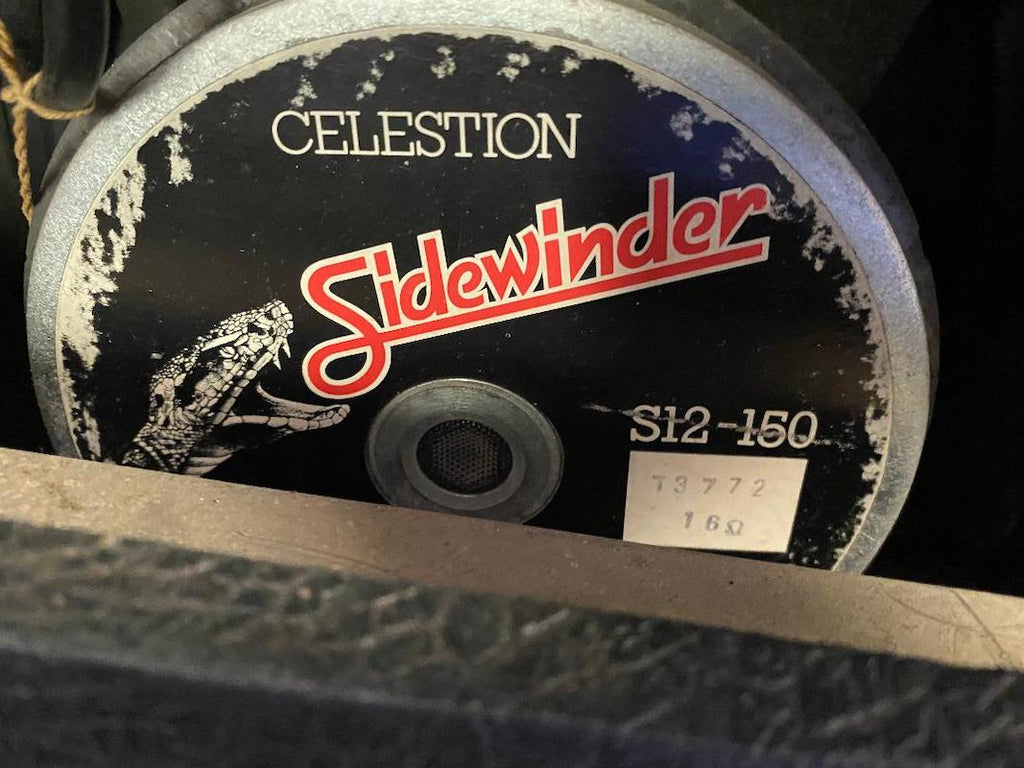 CELESTION
Sidewinder
S12-150
T3772
16Ω